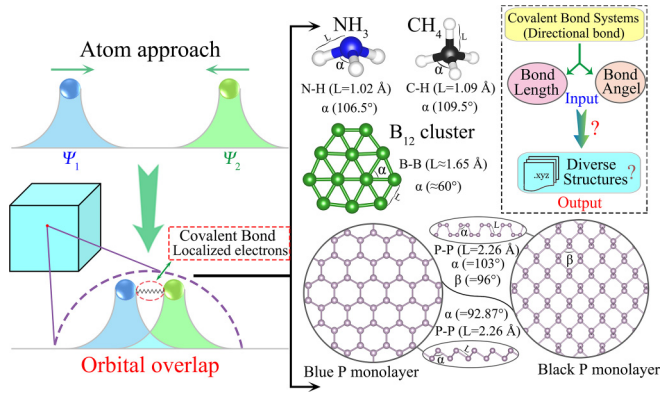 Atom approach
Ψ1
Ψ2
Covalent Bond
Localized electrons
Orbital overlap
NH3
L
α
N-H (L=1.02 Å)
α (106.5°)
CH4
L
α
C-H (L=1.09 Å)
α (109.5°)
B12 cluster
α
L
B-B (L≈1.65 Å)
α (≈60°)
Covalent Bond Systems
(Directional bond)
Bond
Length
Bond
Angel
Input
?
.xyz
Diverse
Structures
?
Output
α
L
P-P (L=2.26 Å)
α (=103°)
β (=96°)
β
α (=92.87°)
P-P (L=2.26 Å)
α
L
Blue P monolayer
Black P monolayer